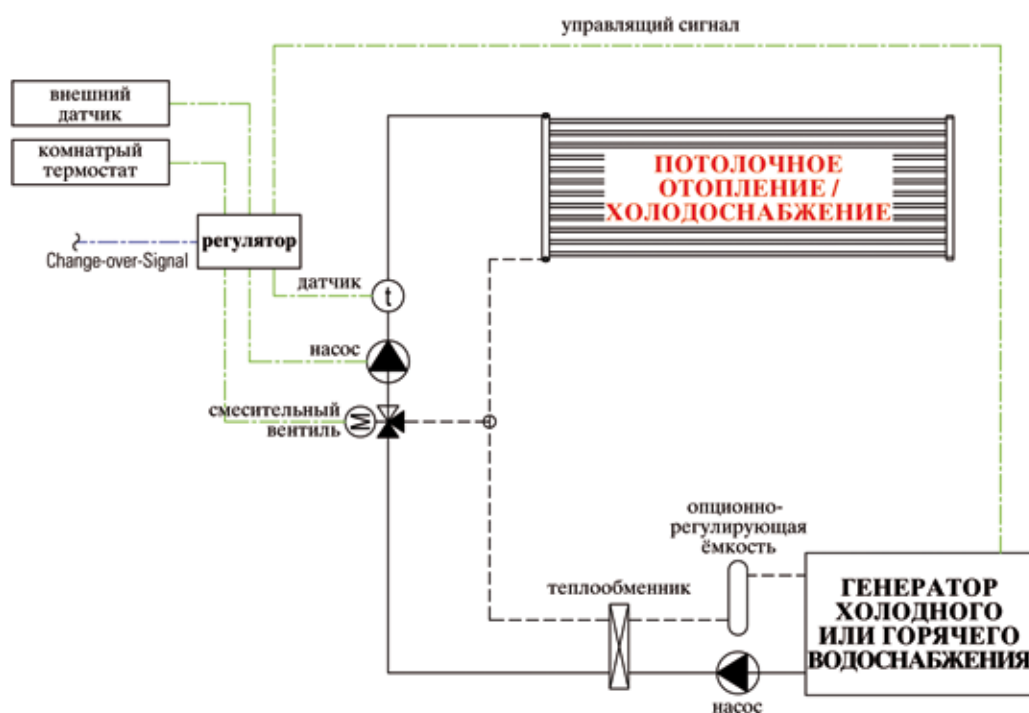 управлящий сигнал
внешний
датчик
комнатрый
термостат
ПОТОЛОЧНОЕ
ОТОПЛЕНИЕ /
ХОЛОДОСНАБЖЕНИЕ
регулятор
Change-over-Signal
датчик
t
насос
смесительный
вентиль
M
опционно-
регулирующая
ёмкость
теплообменник
ГЕНЕРАТОР
ХОЛОДНОГО
ИЛИ ГОРЯЧЕГО
ВОДОСНАБЖЕНИЯ
насос